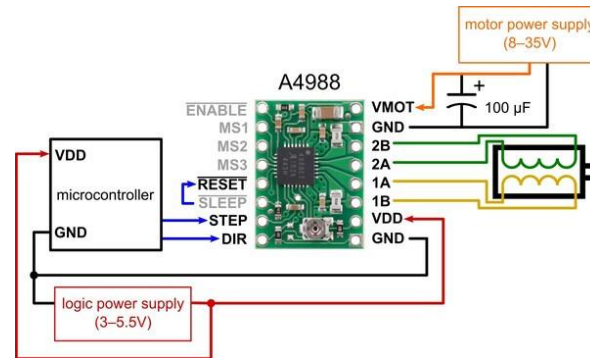 motor power supply
(8–35V)
A4988
+
100 µF
ENABLE
MS1
MS2
MS3
RESET
SLEEP
STEP
DIR
VMOT
GND
2B
2A
1A
1B
VDD
GND
VDD
microcontroller
GND
logic power supply
(3–5.5V)